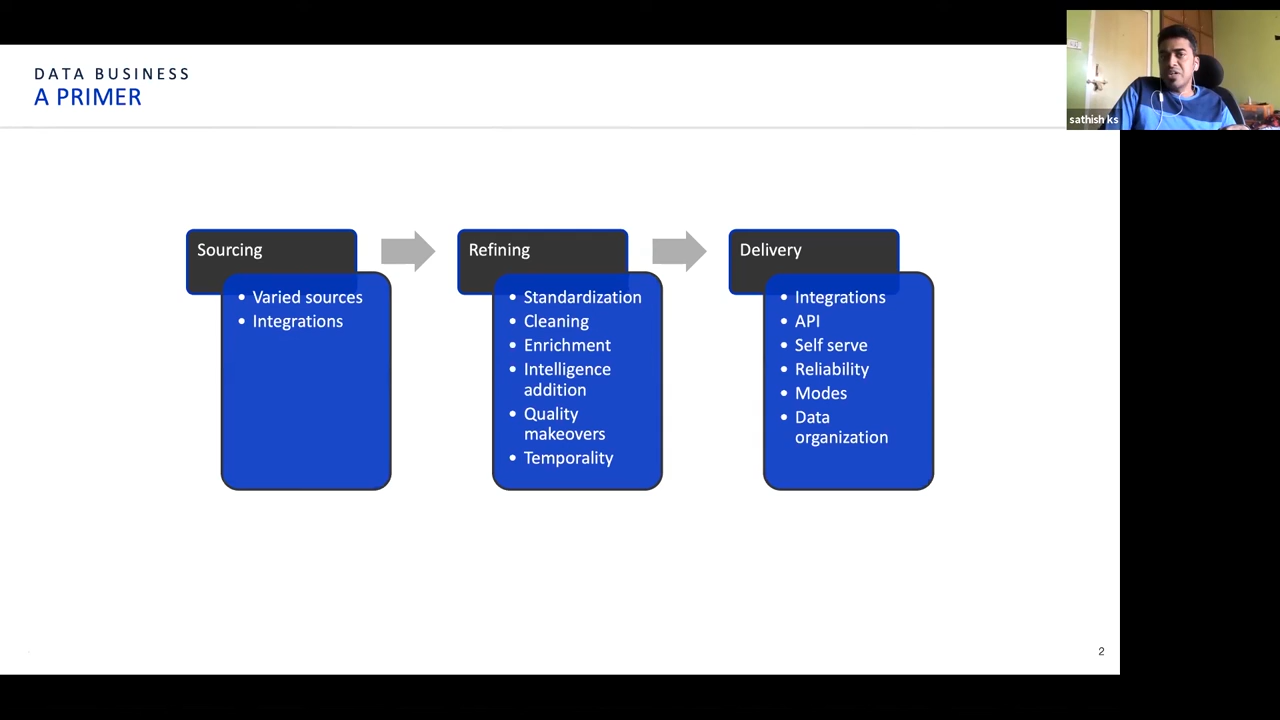 DATA BUSINESS
A PRIMER
sathish ks
Sourcing
• Varied sources
• Integrations
Refining
• Standardization
• Cleaning
• Enrichment
• Intelligence
addition
• Quality
makeovers
• Temporality
Delivery
• Integrations
• API
• Self serve
• Reliability
• Modes
• Data
organization
2